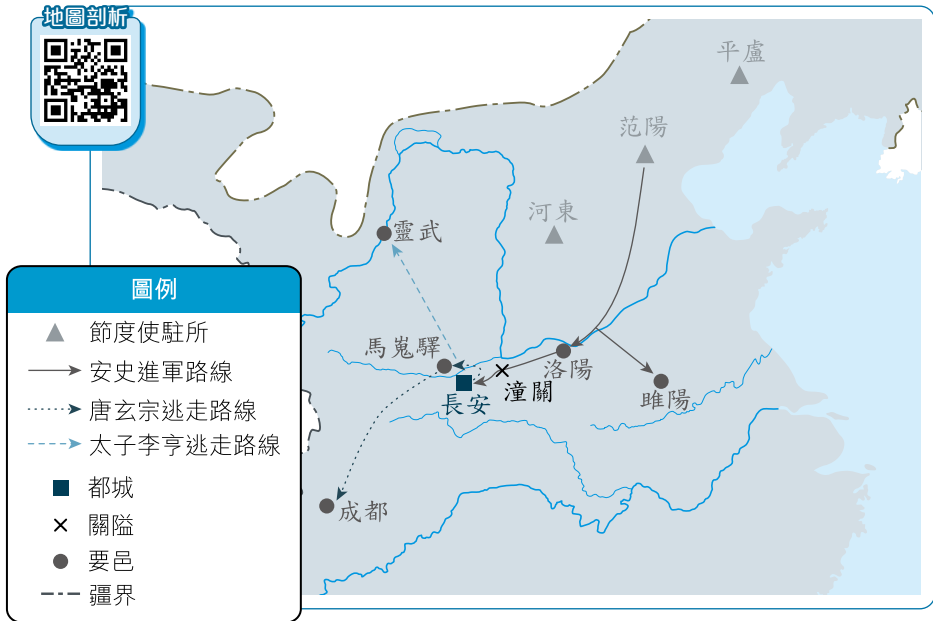 地圖剖析
平盧
范陽
河東
靈武
馬嵬驛
洛陽
長安
潼關
睢陽
成都
圖例
節度使駐所
安史進軍路線
唐玄宗逃走路線
太子李亨逃走路線
都城
關隘
要邑
疆界